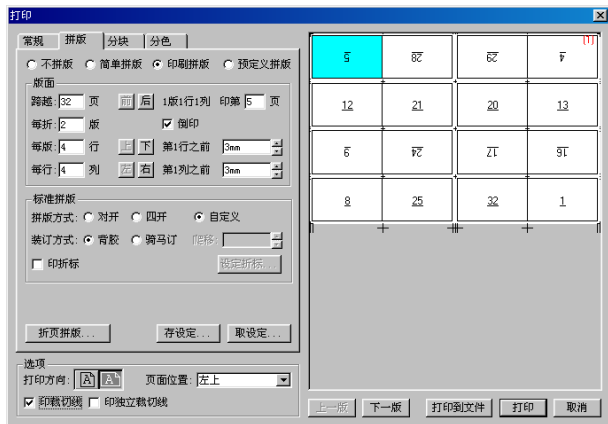 打印
常规 拼版 分块 分色
不拼版 简单拼版 印刷拼版 预定义拼版
版面
跨越: 32 页 前 后 1版1行1列 印第 5 页
每折: 2 版 倒印
每版: 4 行 上 下 第1行之前 3mm
每行: 4 列 左 右 第1列之前 3mm
标准拼版
拼版方式: 对开 四开 自定义
装订方式: 背胶 骑马订 爬移:
印折标 设定折标...
折页拼版... 存设定... 取设定...
选项
打印方向: A A 页面位置: 左上
印裁切线 印独立裁切线
[1]
5 28 29 4
12 21 20 13
9 24 17 16
8 25 32 1
上一版 下一版 打印到文件 打印 取消